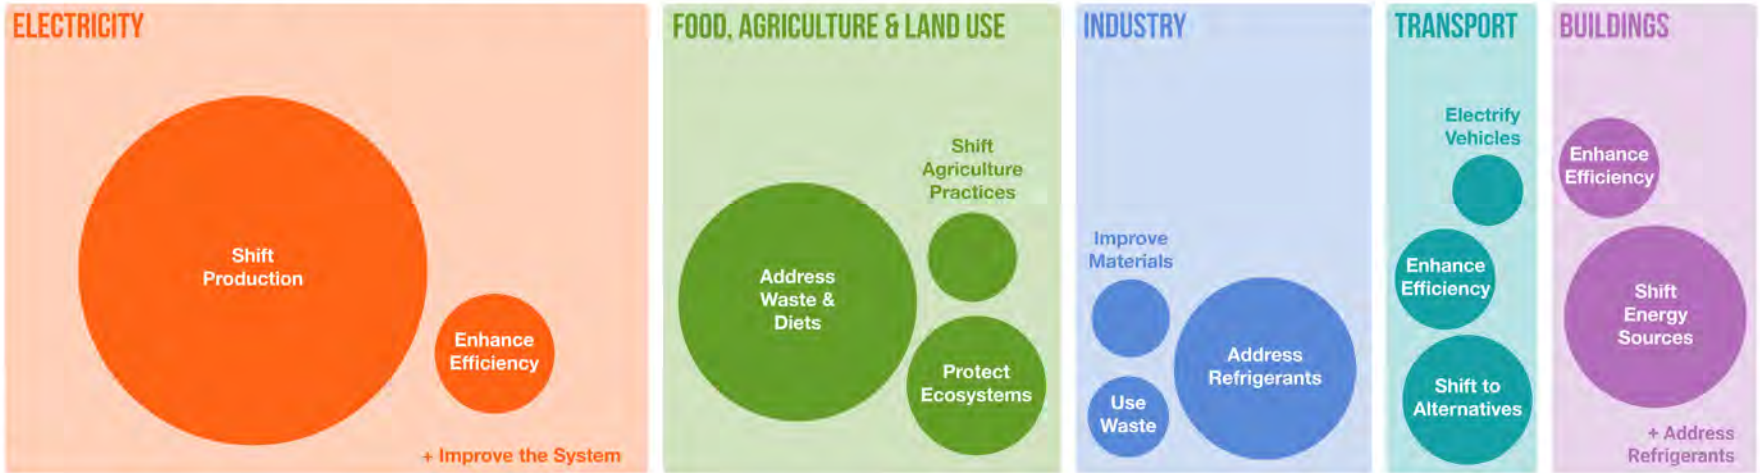 ELECTRICITY
Shift
Production
Enhance
Efficiency
+ Improve the System
FOOD, AGRICULTURE & LAND USE
Address
Waste &
Diets
Shift
Agriculture
Practices
Protect
Ecosystems
INDUSTRY
Improve
Materials
Use
Waste
Address
Refrigerants
TRANSPORT
Electrify
Vehicles
Enhance
Efficiency
Shift to
Alternatives
BUILDINGS
Enhance
Efficiency
Shift
Energy
Sources
+ Address
Refrigerants